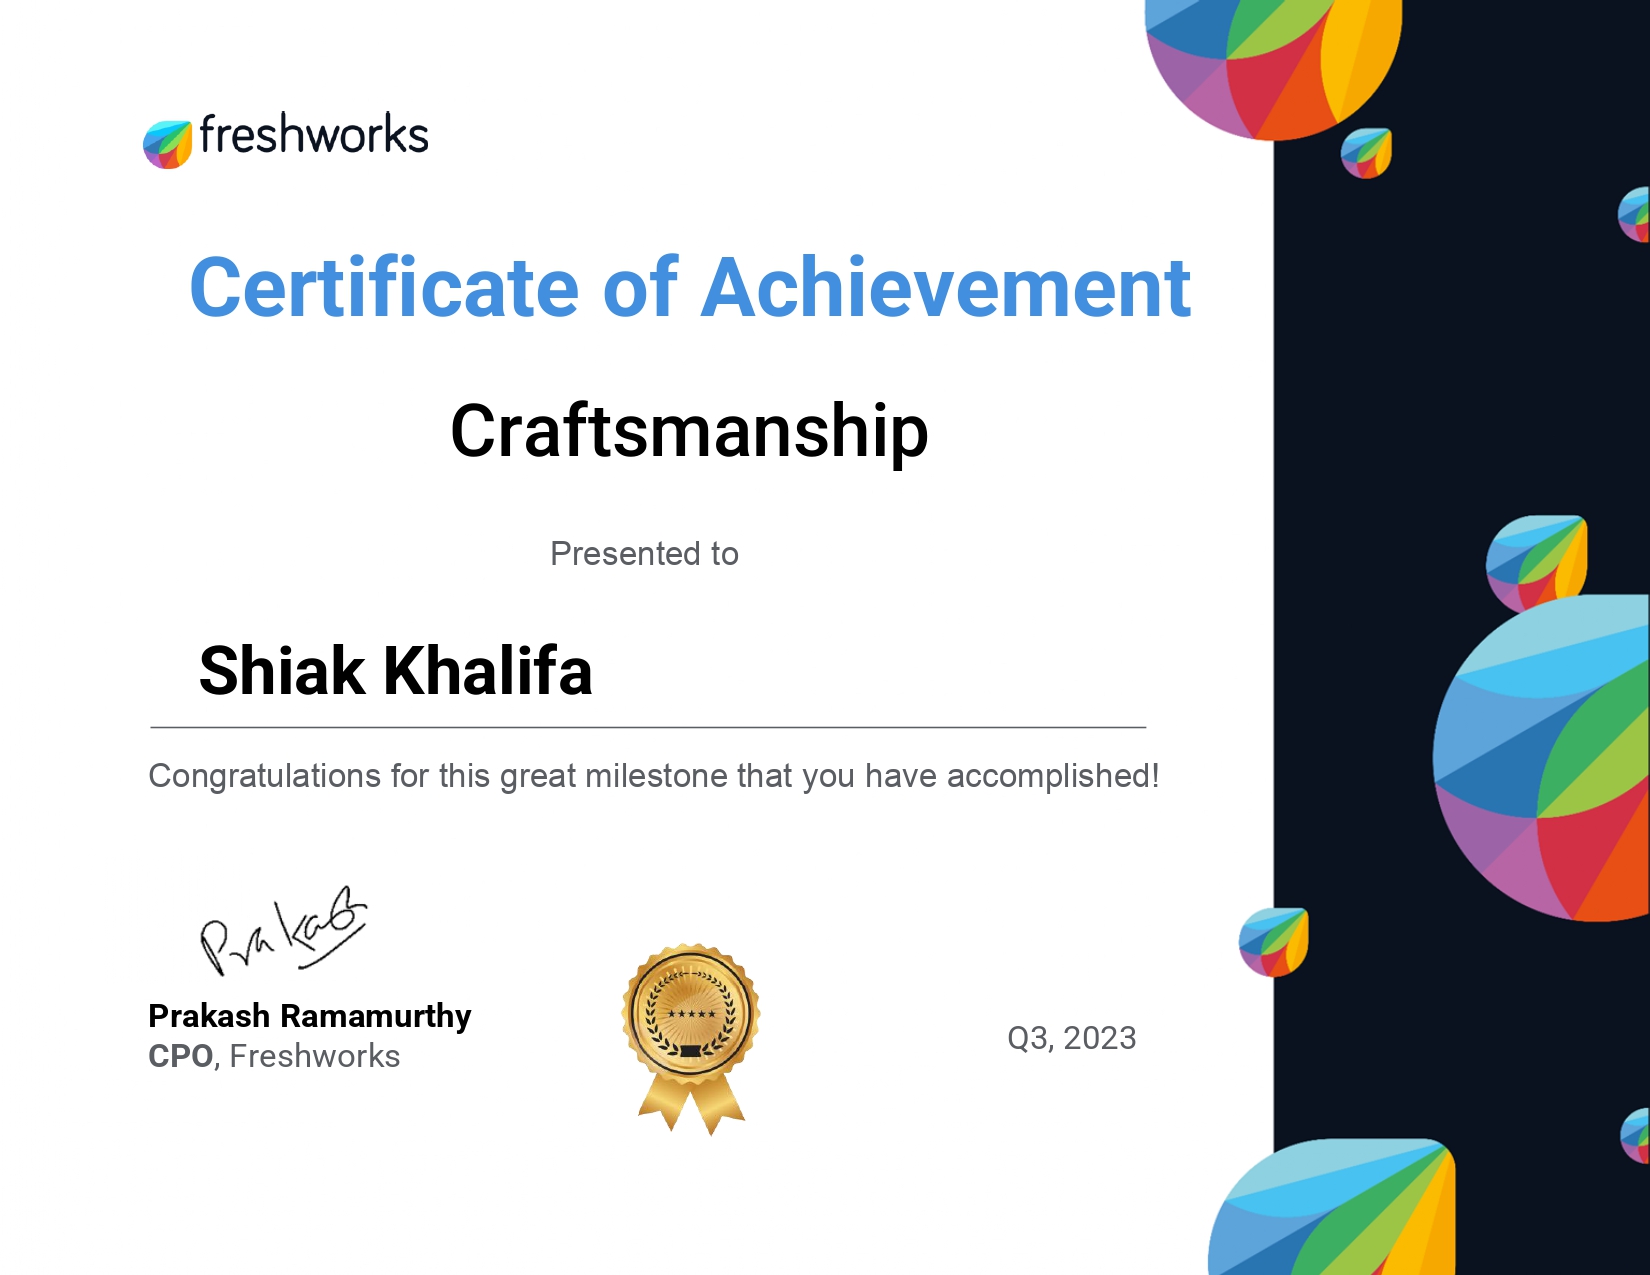 freshworks
Certificate of Achievement
Craftsmanship
Presented to
Shiak Khalifa
Congratulations for this great milestone that you have accomplished!
Prakash
Prakash Ramamurthy
CPO, Freshworks
Q3, 2023